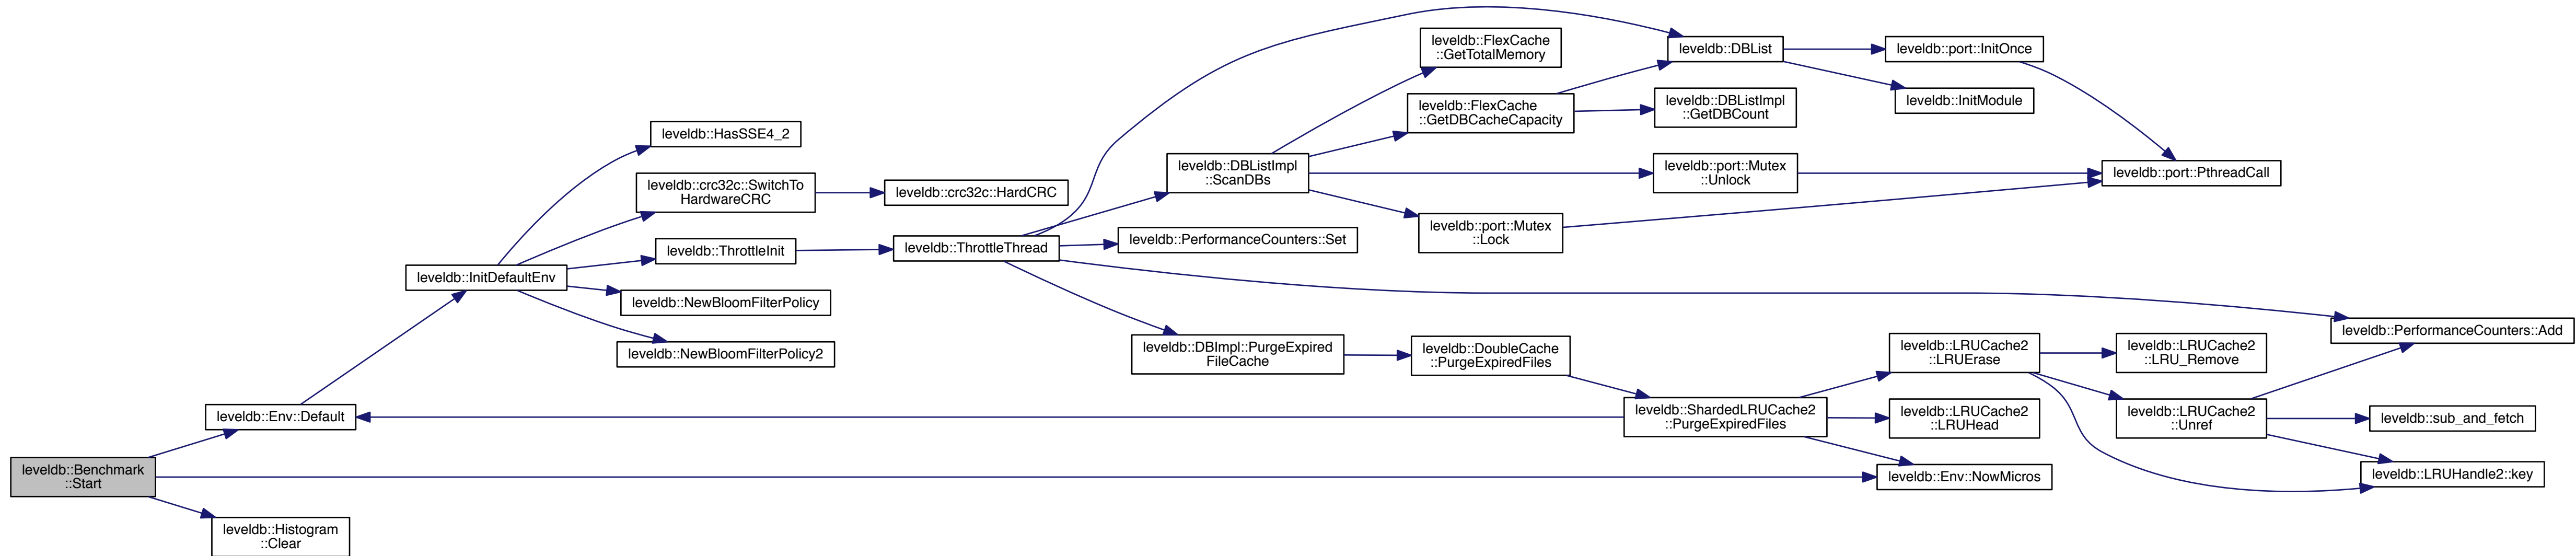 leveldb::Benchmark
::Start
leveldb::Env::Default
leveldb::Histogram
::Clear
leveldb::InitDefaultEnv
leveldb::HasSSE4_2
leveldb::crc32c::SwitchTo
HardwareCRC
leveldb::ThrottleInit
leveldb::NewBloomFilterPolicy
leveldb::NewBloomFilterPolicy2
leveldb::crc32c::HardCRC
leveldb::ThrottleThread
leveldb::DBListImpl
::ScanDBs
leveldb::PerformanceCounters::Set
leveldb::DBImpl::PurgeExpired
FileCache
leveldb::FlexCache
::GetTotalMemory
leveldb::FlexCache
::GetDBCacheCapacity
leveldb::port::Mutex
::Lock
leveldb::DoubleCache
::PurgeExpiredFiles
leveldb::DBList
leveldb::DBListImpl
::GetDBCount
leveldb::port::Mutex
::Unlock
leveldb::ShardedLRUCache2
::PurgeExpiredFiles
leveldb::port::InitOnce
leveldb::InitModule
leveldb::LRUCache2
::LRUErase
leveldb::LRUCache2
::LRUHead
leveldb::Env::NowMicros
leveldb::port::PthreadCall
leveldb::LRUCache2
::LRU_Remove
leveldb::LRUCache2
::Unref
leveldb::PerformanceCounters::Add
leveldb::sub_and_fetch
leveldb::LRUHandle2::key